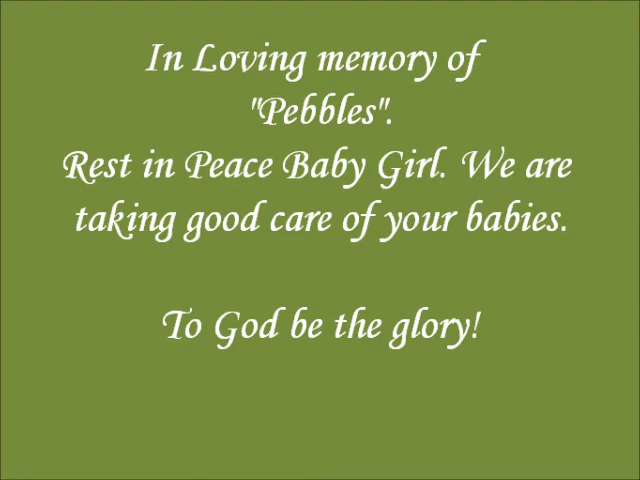 In Loving memory of
"Pebbles".
Rest in Peace Baby Girl. We are
taking good care of your babies.
To God be the glory!